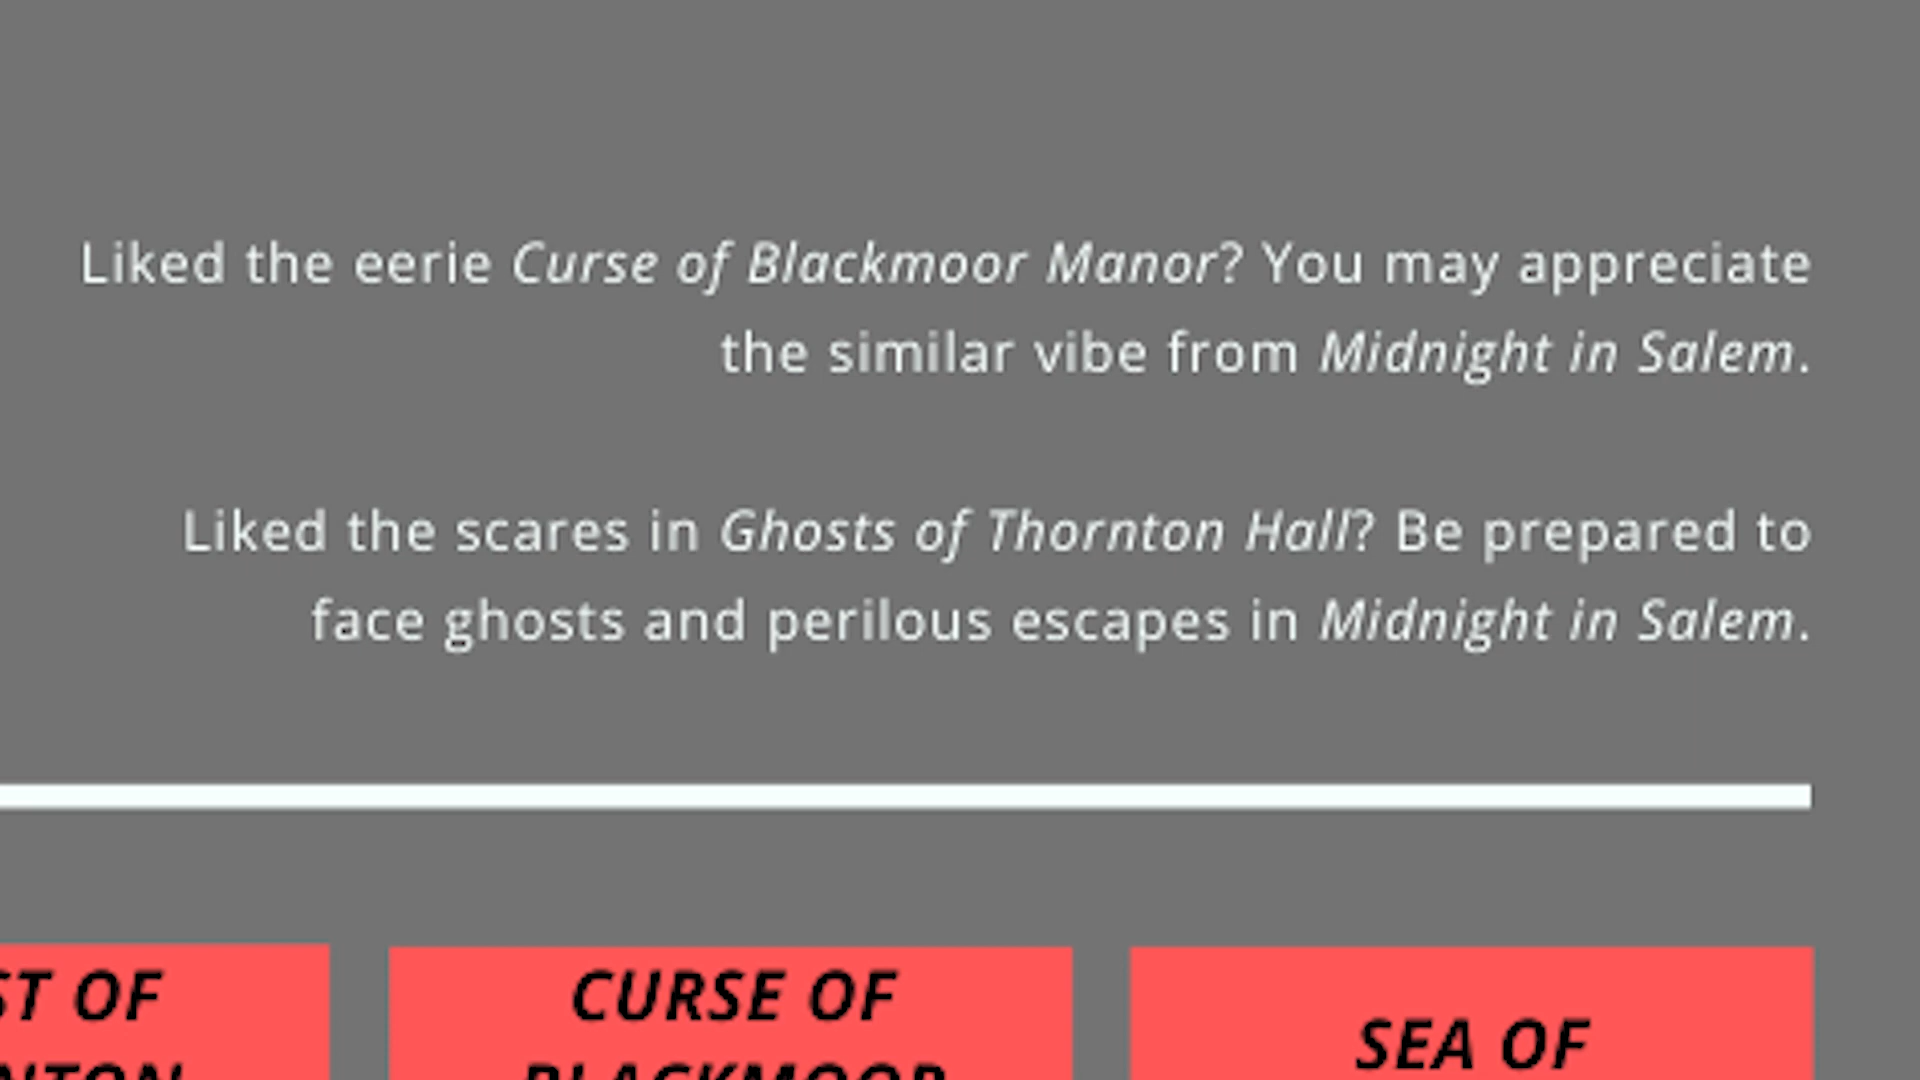 Liked the eerie Curse of Blackmoor Manor? You may appreciate
the similar vibe from Midnight in Salem.
Liked the scares in Ghosts of Thornton Hall? Be prepared to
face ghosts and perilous escapes in Midnight in Salem.
OF
CURSE OF
BLACKMOOR
SEA OF